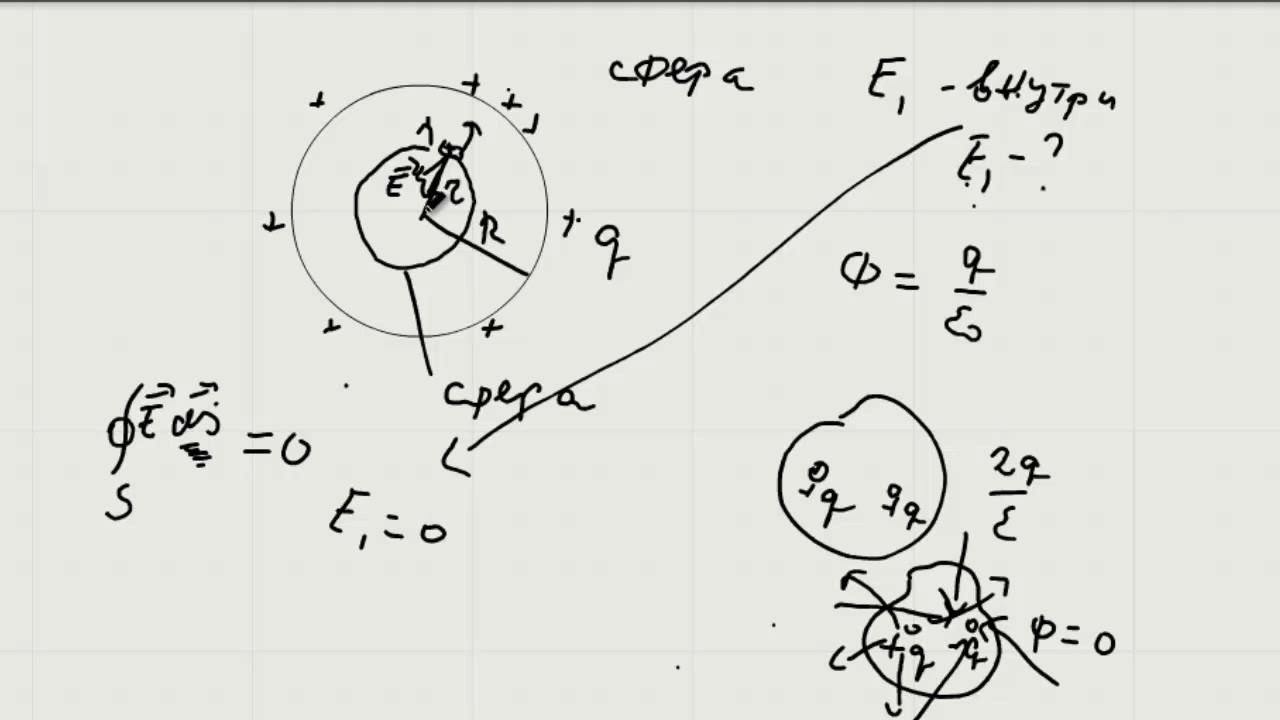 сфера
E₁ - внутри
E₁ - ?
E⃗
r
R
q
Φ = q/ε₀
сфера
∮ E⃗ ds⃗ = 0
S
E₁ = 0
q q
2q/ε
+q -q
φ = 0